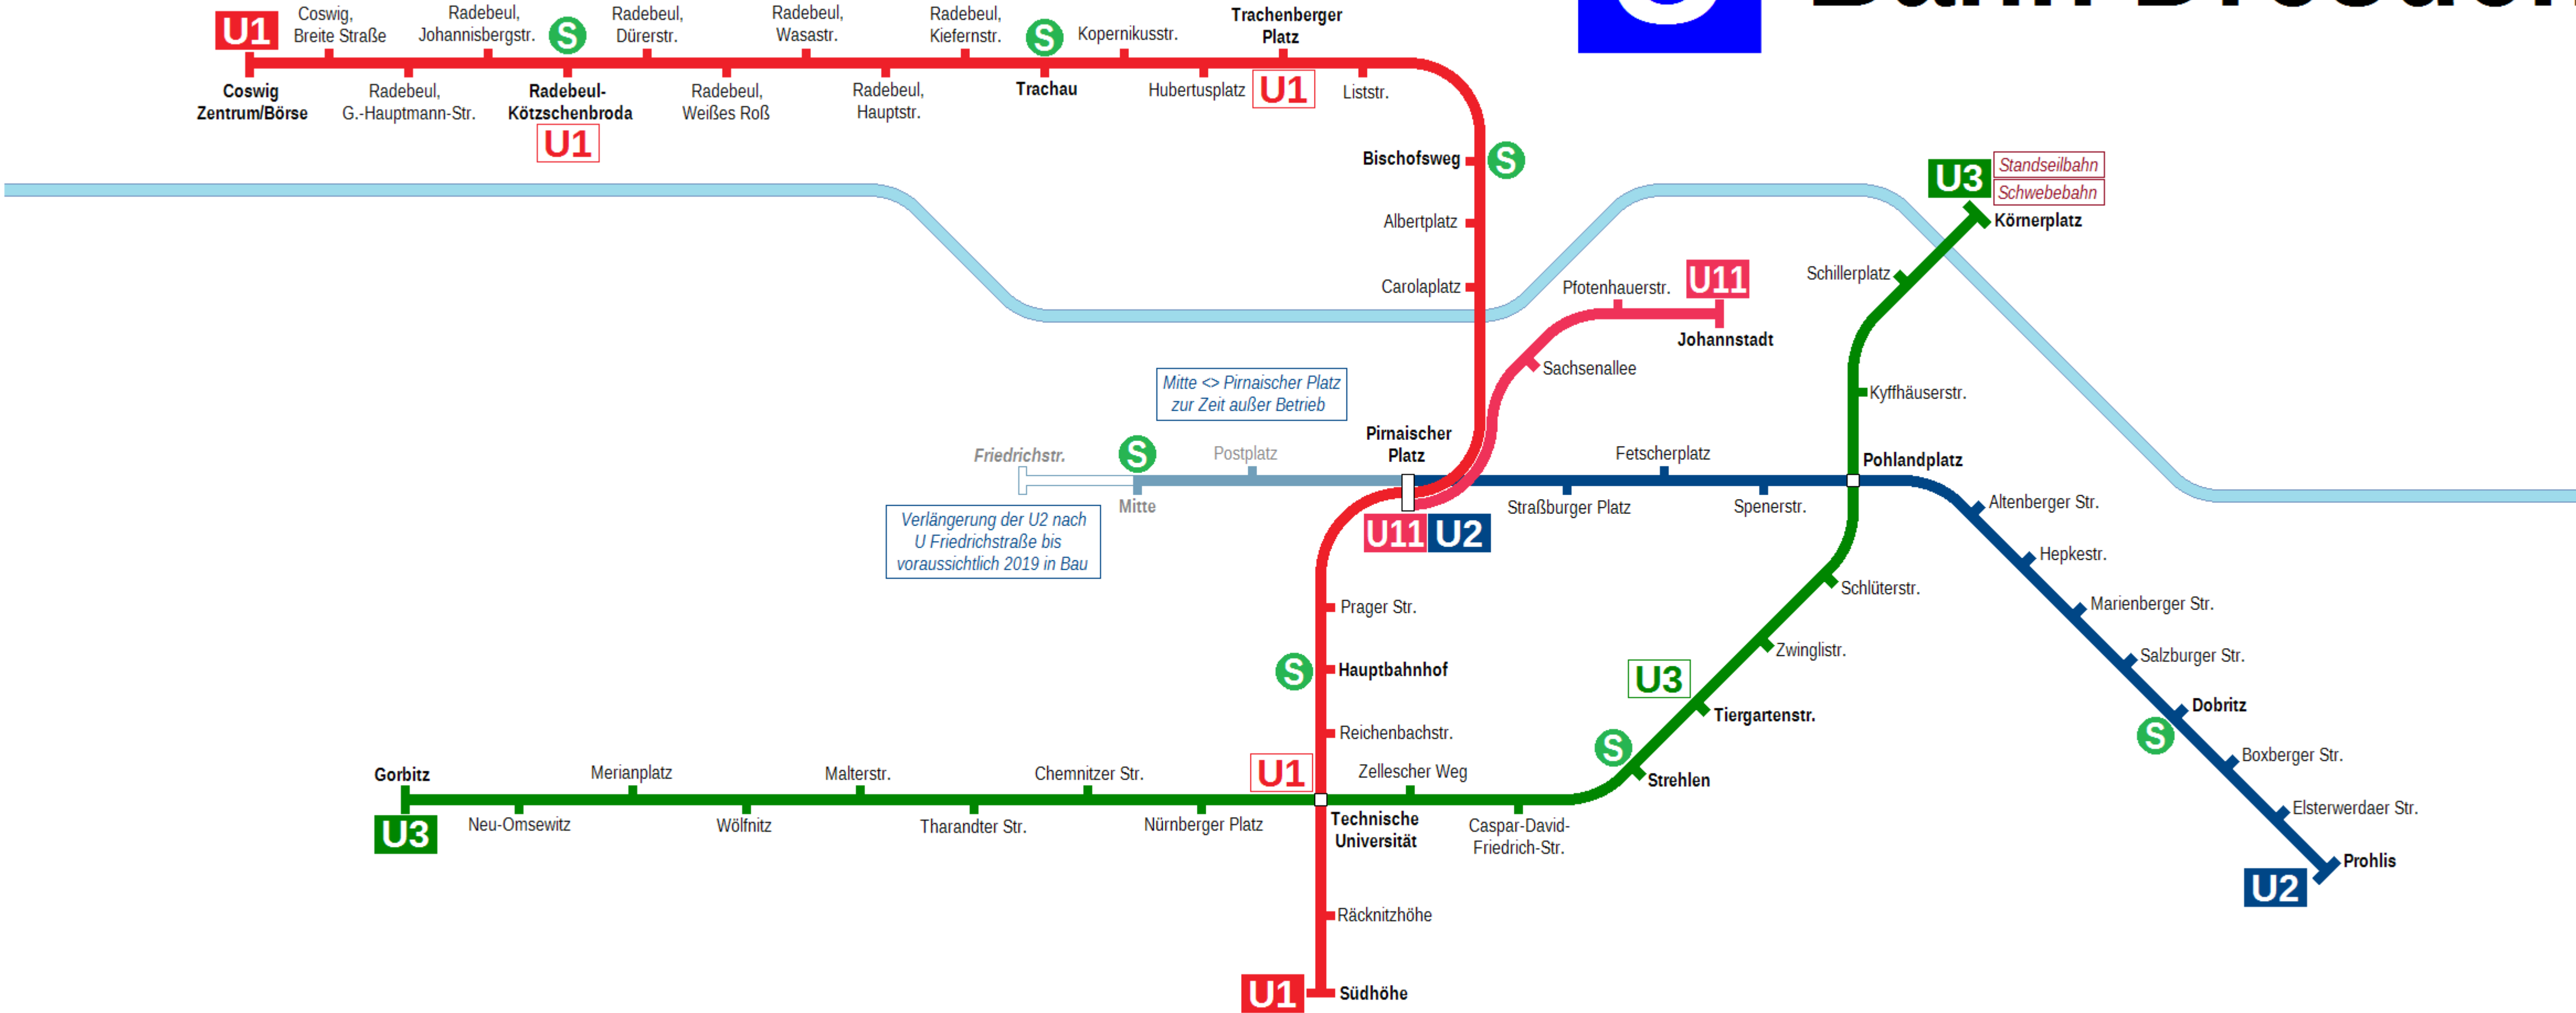 Bahn Dresden
U1
Coswig,
Breite Straße
Radebeul,
Johannisbergstr.
S
Radebeul,
Dürerstr.
Radebeul,
Wasastr.
Radebeul,
Kiefernstr.
S
Kopernikusstr.
Trachenberger
Platz
Coswig
Zentrum/Börse
Radebeul,
G.-Hauptmann-Str.
Radebeul-
Kötzschenbroda
U1
Radebeul,
Weißes Roß
Radebeul,
Hauptstr.
Trachau
Hubertusplatz
U1
Liststr.
Bischofsweg
S
Albertplatz
Carolaplatz
U3
Standseilbahn
Schwebebahn
Körnerplatz
Schillerplatz
Pfotenhauerstr.
U11
Johannstadt
Sachsenallee
Kyffhäuserstr.
Mitte <> Pirnaischer Platz
zur Zeit außer Betrieb
Pirnaischer
Platz
Friedrichstr.
S
Mitte
Postplatz
Fetscherplatz
Pohlandplatz
U11
U2
Straßburger Platz
Spenerstr.
Altenberger Str.
Verlängerung der U2 nach
U Friedrichstraße bis
voraussichtlich 2019 in Bau
Hepkestr.
Schlüterstr.
Marienberger Str.
Prager Str.
Zwinglistr.
Salzburger Str.
S
Hauptbahnhof
U3
Tiergartenstr.
Dobritz
S
Reichenbachstr.
S
Strehlen
Boxberger Str.
Gorbitz
U3
Merianplatz
Malterstr.
Chemnitzer Str.
U1
Zellescher Weg
Neu-Omsewitz
Wölfnitz
Tharandter Str.
Nürnberger Platz
Technische
Universität
Caspar-David-
Friedrich-Str.
Elsterwerdaer Str.
Prohlis
U2
Räcknitzhöhe
U1
Südhöhe